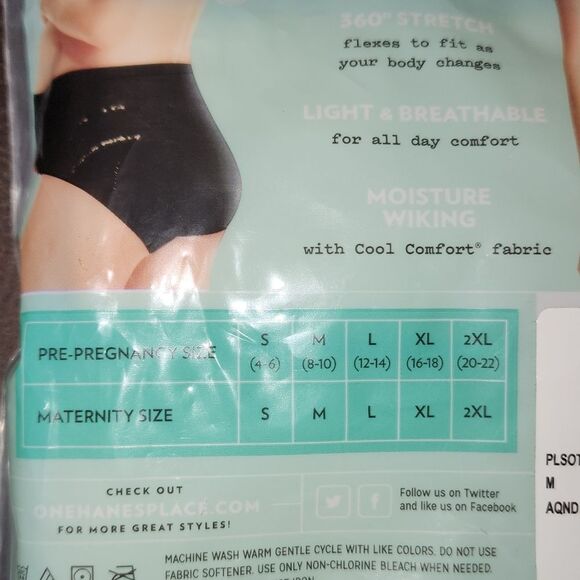 360° STRETCH
flexes to fit as
your body changes
LIGHT & BREATHABLE
for all day comfort
MOISTURE
WIKING
with Cool Comfort® fabric
PRE-PREGNANCY SIZE
S M L XL 2XL
(4-6) (8-10) (12-14) (16-18) (20-22)
MATERNITY SIZE S M L XL 2XL
CHECK OUT
ONEHANESPLACE.COM
FOR MORE GREAT STYLES!
Follow us on Twitter
and like us on Facebook
PLSOT
M
AQND
MACHINE WASH WARM GENTLE CYCLE WITH LIKE COLORS. DO NOT USE
FABRIC SOFTENER. USE ONLY NON-CHLORINE BLEACH WHEN NEEDED.